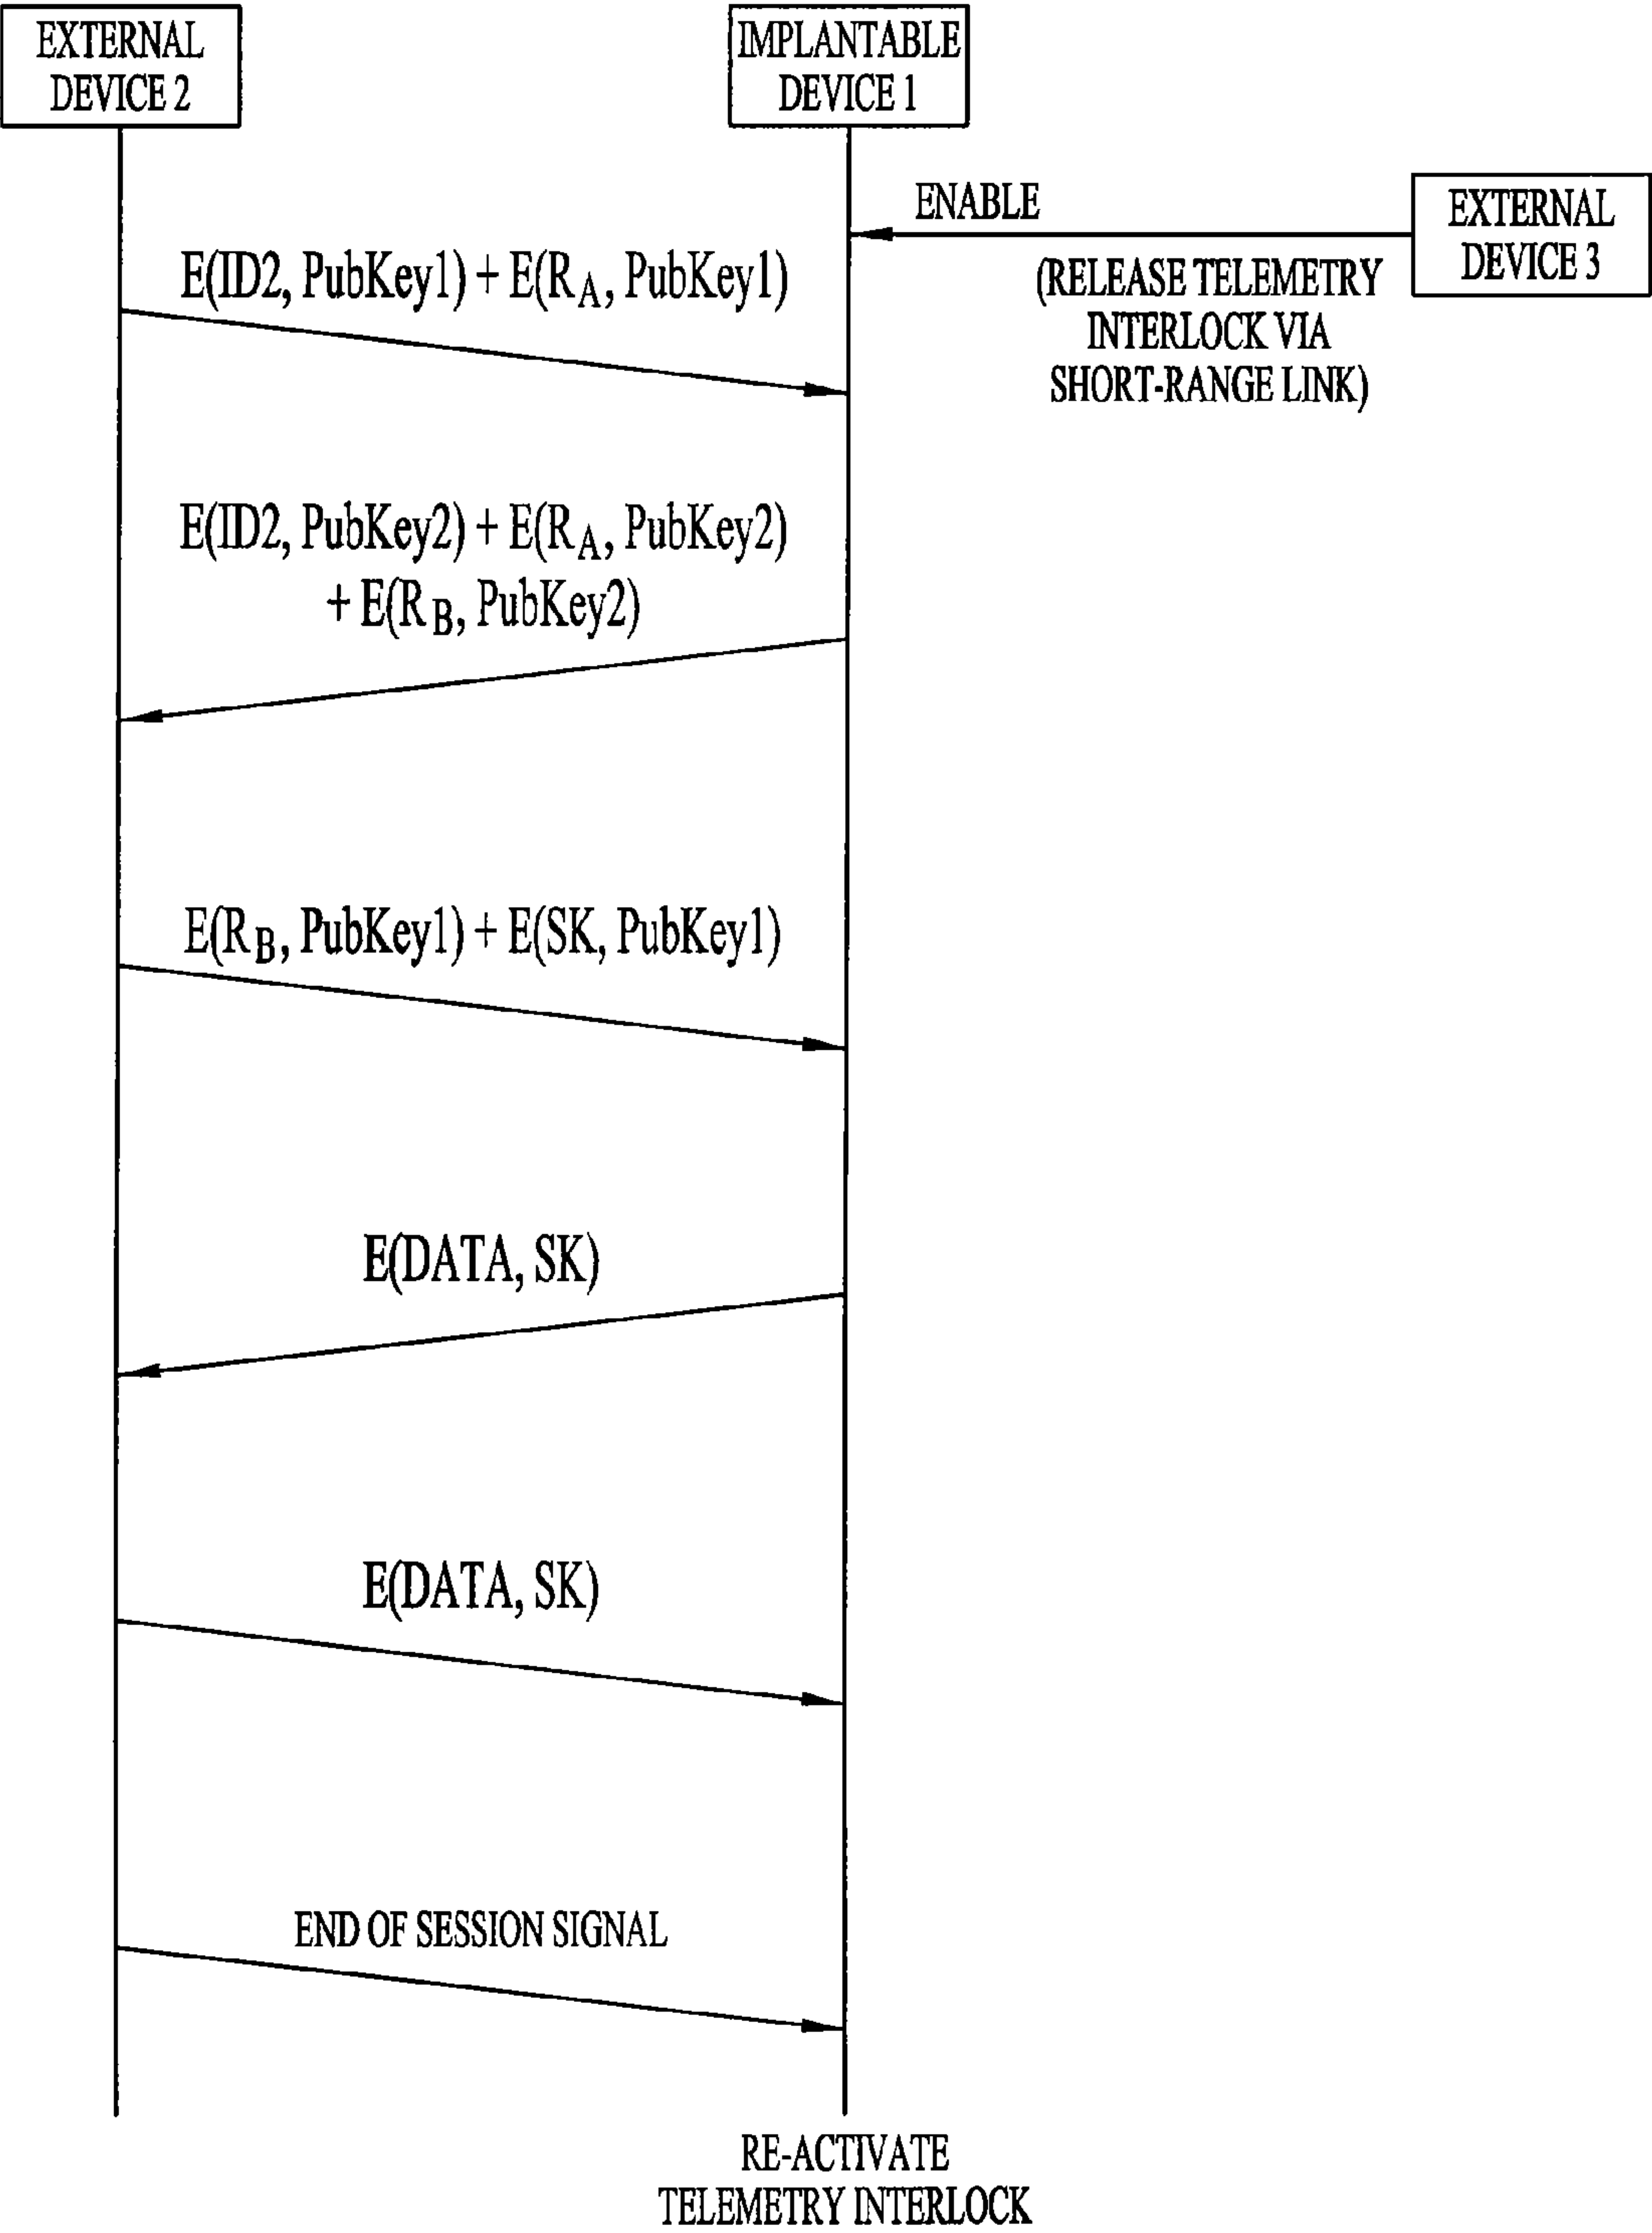 EXTERNAL
DEVICE 2
IMPLANTABLE
DEVICE 1
ENABLE
EXTERNAL
DEVICE 3
(RELEASE TELEMETRY
INTERLOCK VIA
SHORT-RANGE LINK)
E(ID2, PubKey1) + E(RA, PubKey1)
E(ID2, PubKey2) + E(RA, PubKey2)
+ E(RB, PubKey2)
E(RB, PubKey1) + E(SK, PubKey1)
E(DATA, SK)
E(DATA, SK)
END OF SESSION SIGNAL
RE-ACTIVATE
TELEMETRY INTERLOCK